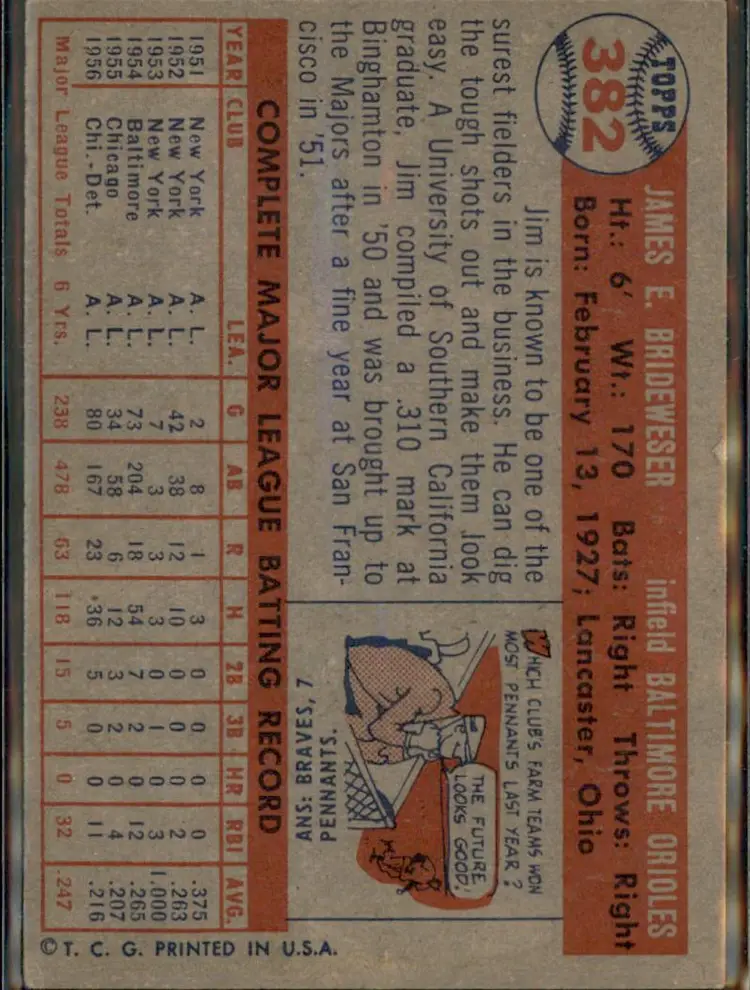 TOPPS
382
JAMES E. BRIDEWESER infield BALTIMORE ORIOLES
Ht.: 6' Wt.: 170 Bats: Right Throws: Right
Born: February 13, 1927; Lancaster, Ohio
Jim is known to be one of the
surest fielders in the business. He can dig
the tough shots out and make them look
easy. A University of Southern California
graduate, Jim compiled a .310 mark at
Binghamton in '50 and was brought up to
the Majors after a fine year at San Fran-
cisco in '51.
WHICH CLUB'S FARM TEAMS WON
MOST PENNANTS LAST YEAR?
THE FUTURE
LOOKS GOOD.
ANS: BRAVES, 7
PENNANTS.
COMPLETE MAJOR LEAGUE BATTING RECORD
YEAR CLUB LEA. G AB R H 2B 3B HR RBI AVG.
1951 New York A. L. 2 8 1 3 0 0 0 0 .375
1952 New York A. L. 42 38 12 10 0 0 0 2 .263
1953 New York A. L. 7 3 3 3 0 1 0 3 1.000
1954 Baltimore A. L. 73 204 18 54 7 2 0 12 .265
1955 Chicago A. L. 34 58 6 12 3 2 0 4 .207
1956 Chi.-Det. A. L. 80 167 23 36 5 0 0 11 .216
Major League Totals 6 Yrs. 238 478 63 118 15 5 0 32 .247
© T. C. G. PRINTED IN U.S.A.